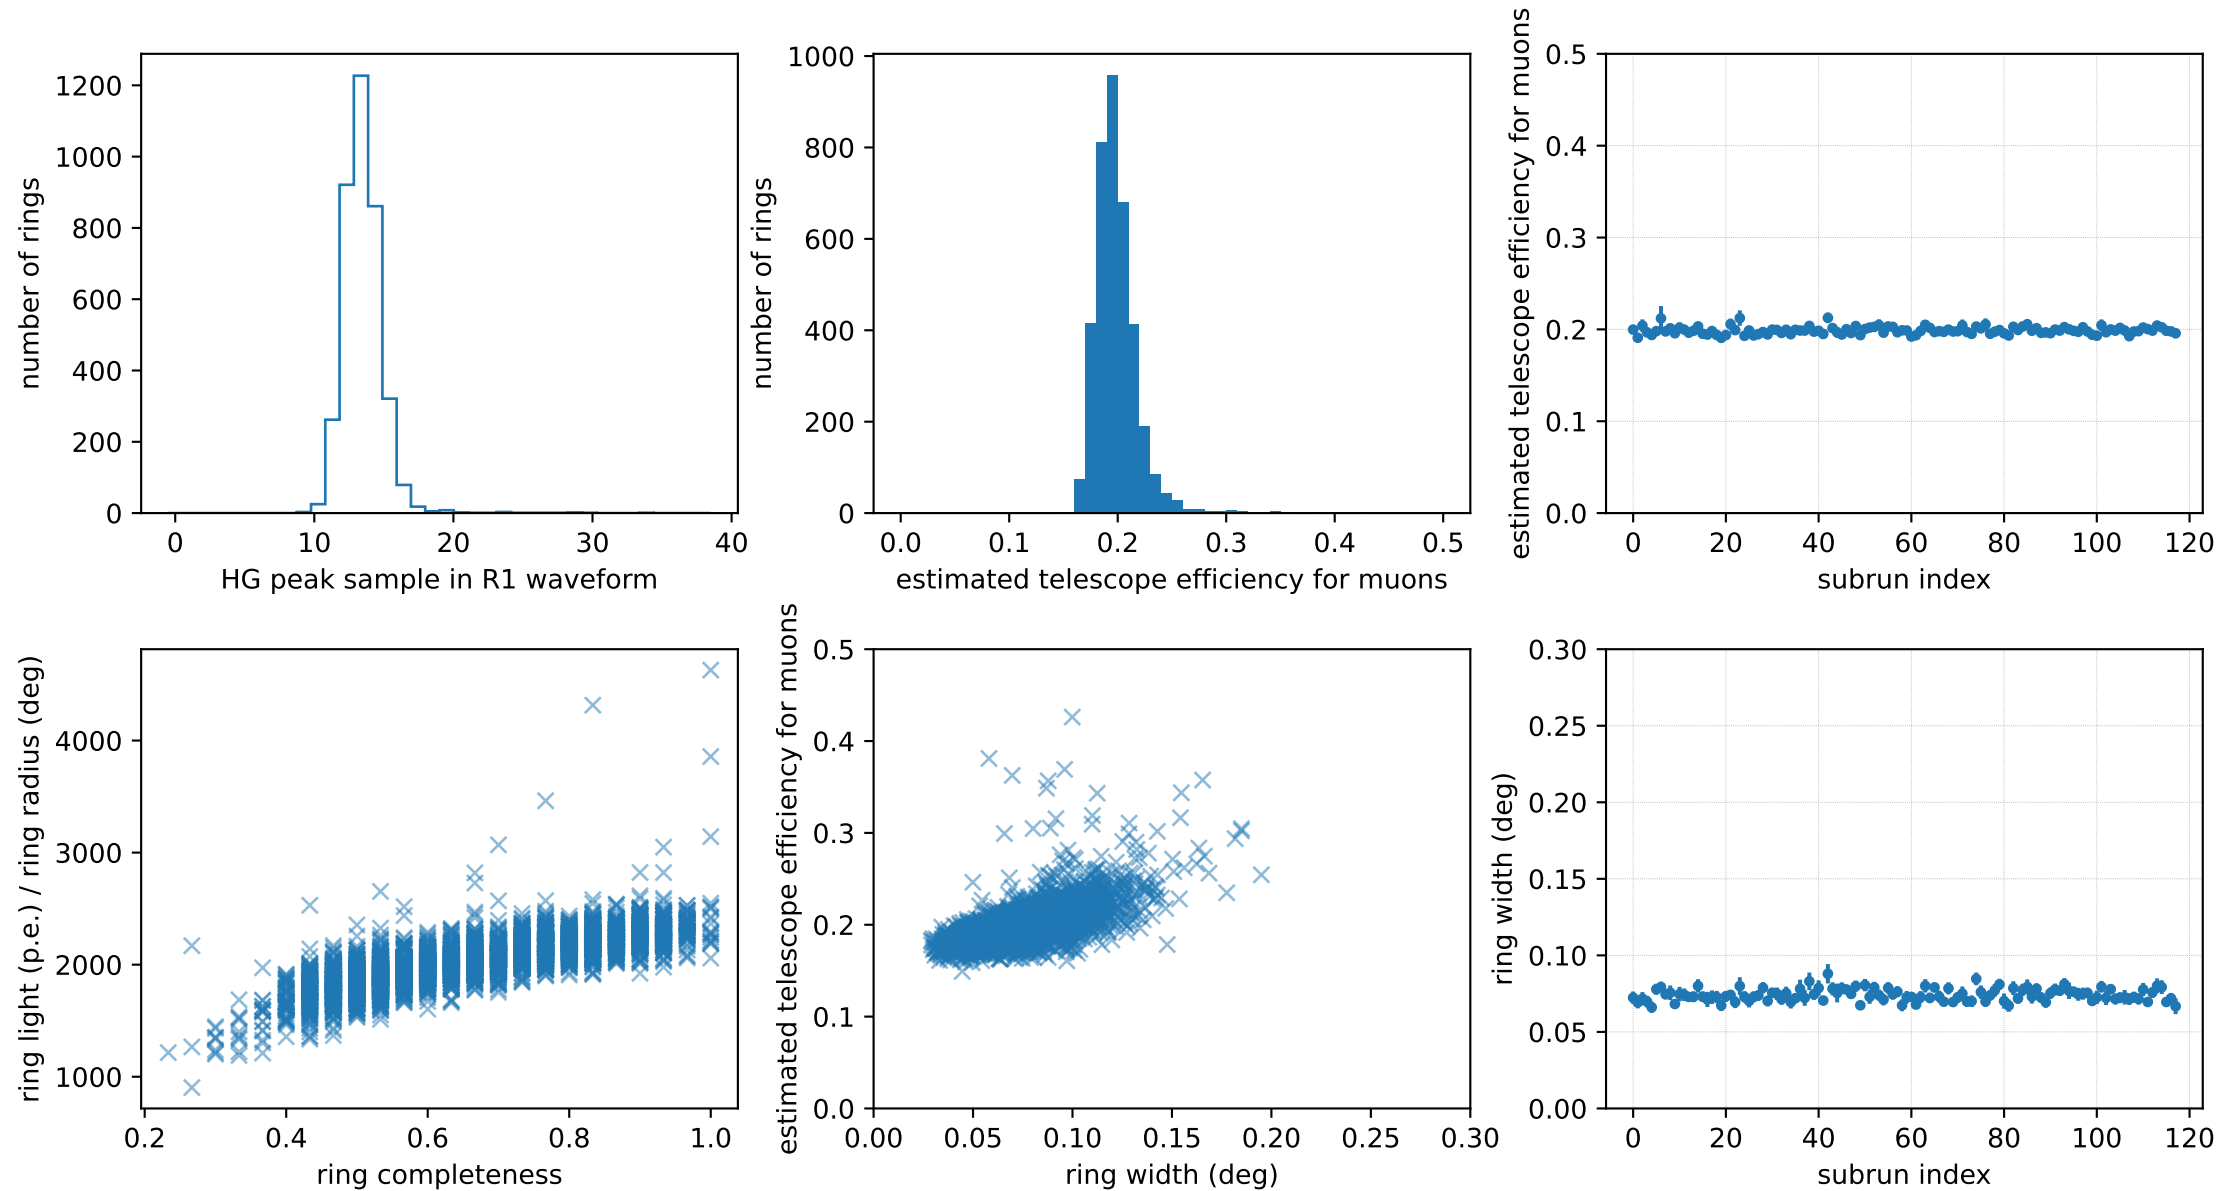 number of rings
1200
1000
800
600
400
200
0
0 10 20 30 40
HG peak sample in R1 waveform
number of rings
1000
800
600
400
200
0
0.0 0.1 0.2 0.3 0.4 0.5
estimated telescope efficiency for muons
estimated telescope efficiency for muons
0.5
0.4
0.3
0.2
0.1
0.0
0 20 40 60 80 100 120
subrun index
ring light (p.e.) / ring radius (deg)
4000
3000
2000
1000
0.2 0.4 0.6 0.8 1.0
ring completeness
estimated telescope efficiency for muons
0.5
0.4
0.3
0.2
0.1
0.0
0.00 0.05 0.10 0.15 0.20 0.25 0.30
ring width (deg)
ring width (deg)
0.30
0.25
0.20
0.15
0.10
0.05
0.00
0 20 40 60 80 100 120
subrun index